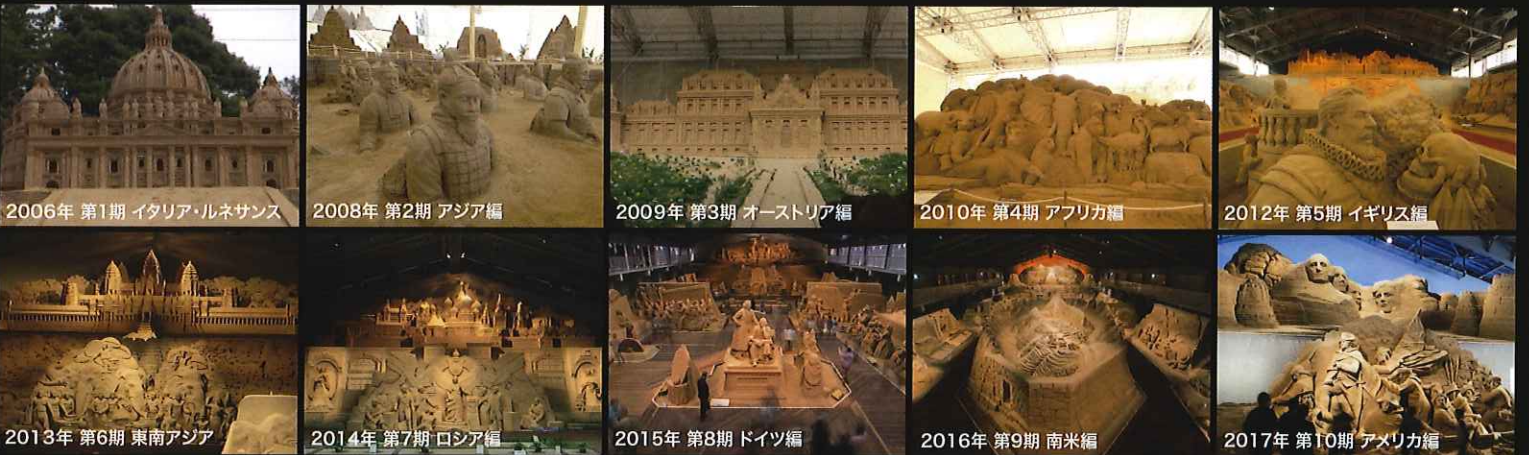 2006年 第1期 イタリア・ルネサンス
2008年 第2期 アジア編
2009年 第3期 オーストリア編
2010年 第4期 アフリカ編
2012年 第5期 イギリス編
2013年 第6期 東南アジア
2014年 第7期 ロシア編
2015年 第8期 ドイツ編
2016年 第9期 南米編
2017年 第10期 アメリカ編